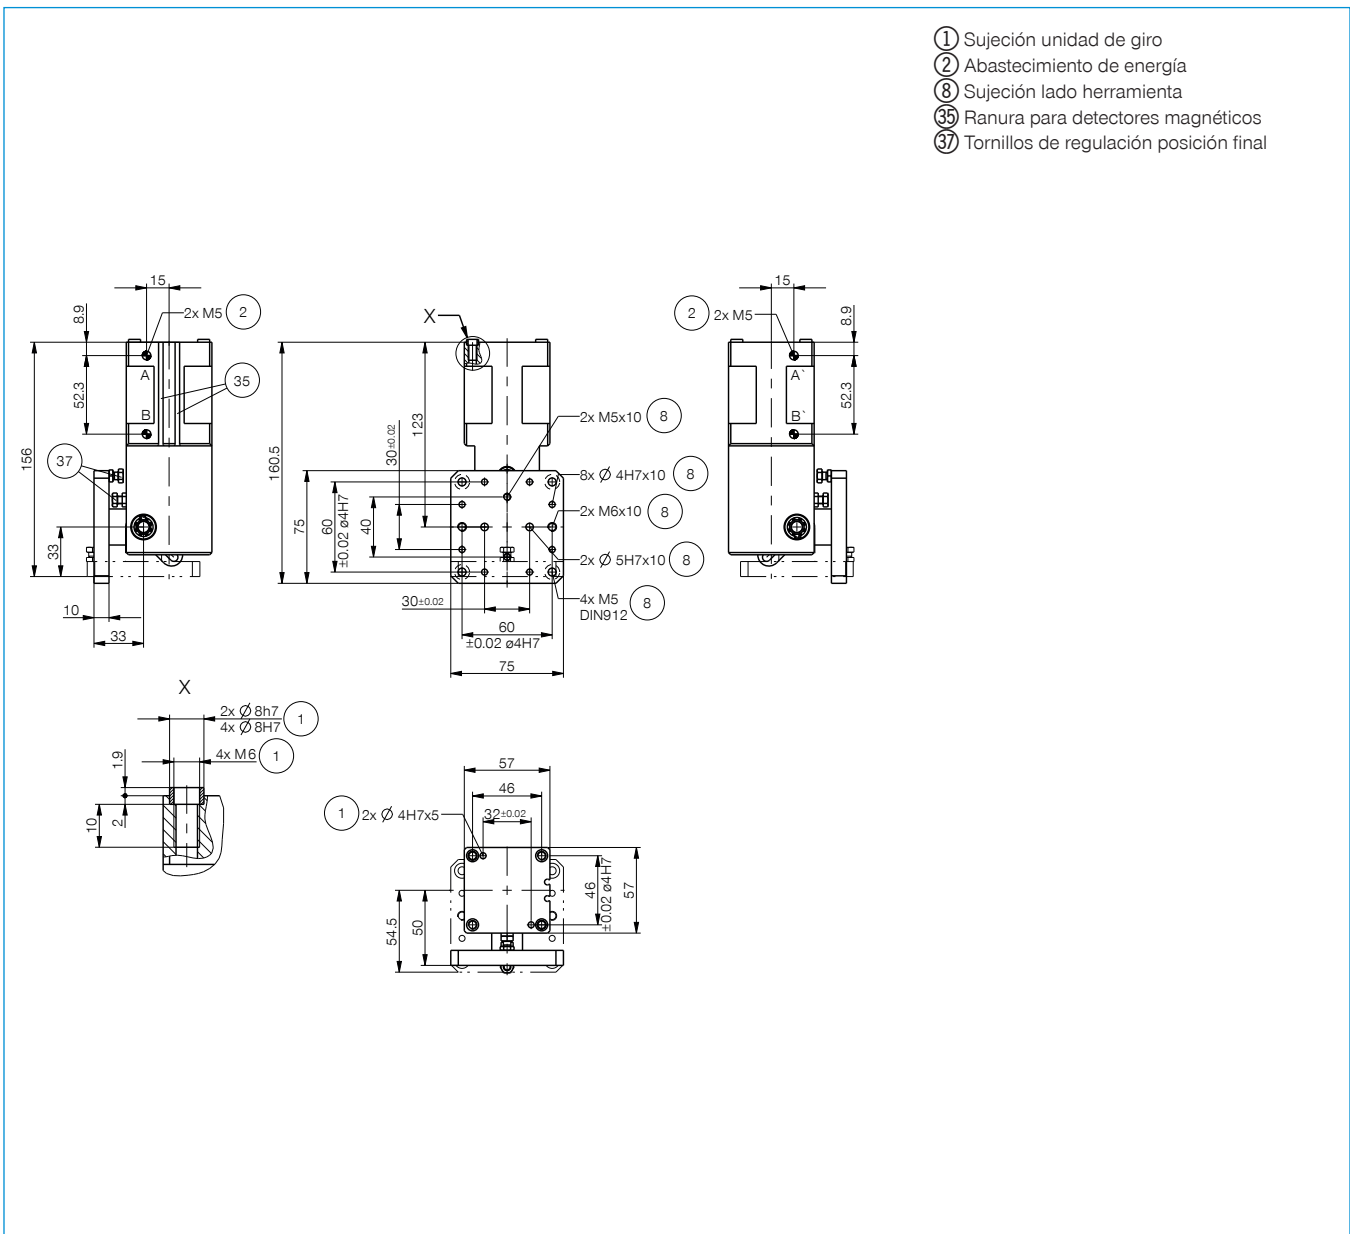 1 Sujeción unidad de giro
2 Abastecimiento de energía
8 Sujeción lado herramienta
35 Ranura para detectores magnéticos
37 Tornillos de regulación posición final
15
8.9
2x M5 2
A
35
52.3
B
156
37
33
10
33
X
160.5
123
30±0.02
2x M5x10 8
8x Ø 4H7x10 8
75
60
±0.02 ø4H7
40
2x M6x10 8
2x Ø 5H7x10 8
4x M5 8
DIN912
30±0.02
60
±0.02 ø4H7
75
15
2 2x M5
8.9
A`
52.3
B`
X
2x Ø 8h7 1
4x Ø 8H7
4x M6 1
1.9
2
10
57
46
1 2x Ø 4H7x5
32±0.02
46
±0.02 ø4H7
57
54.5
50